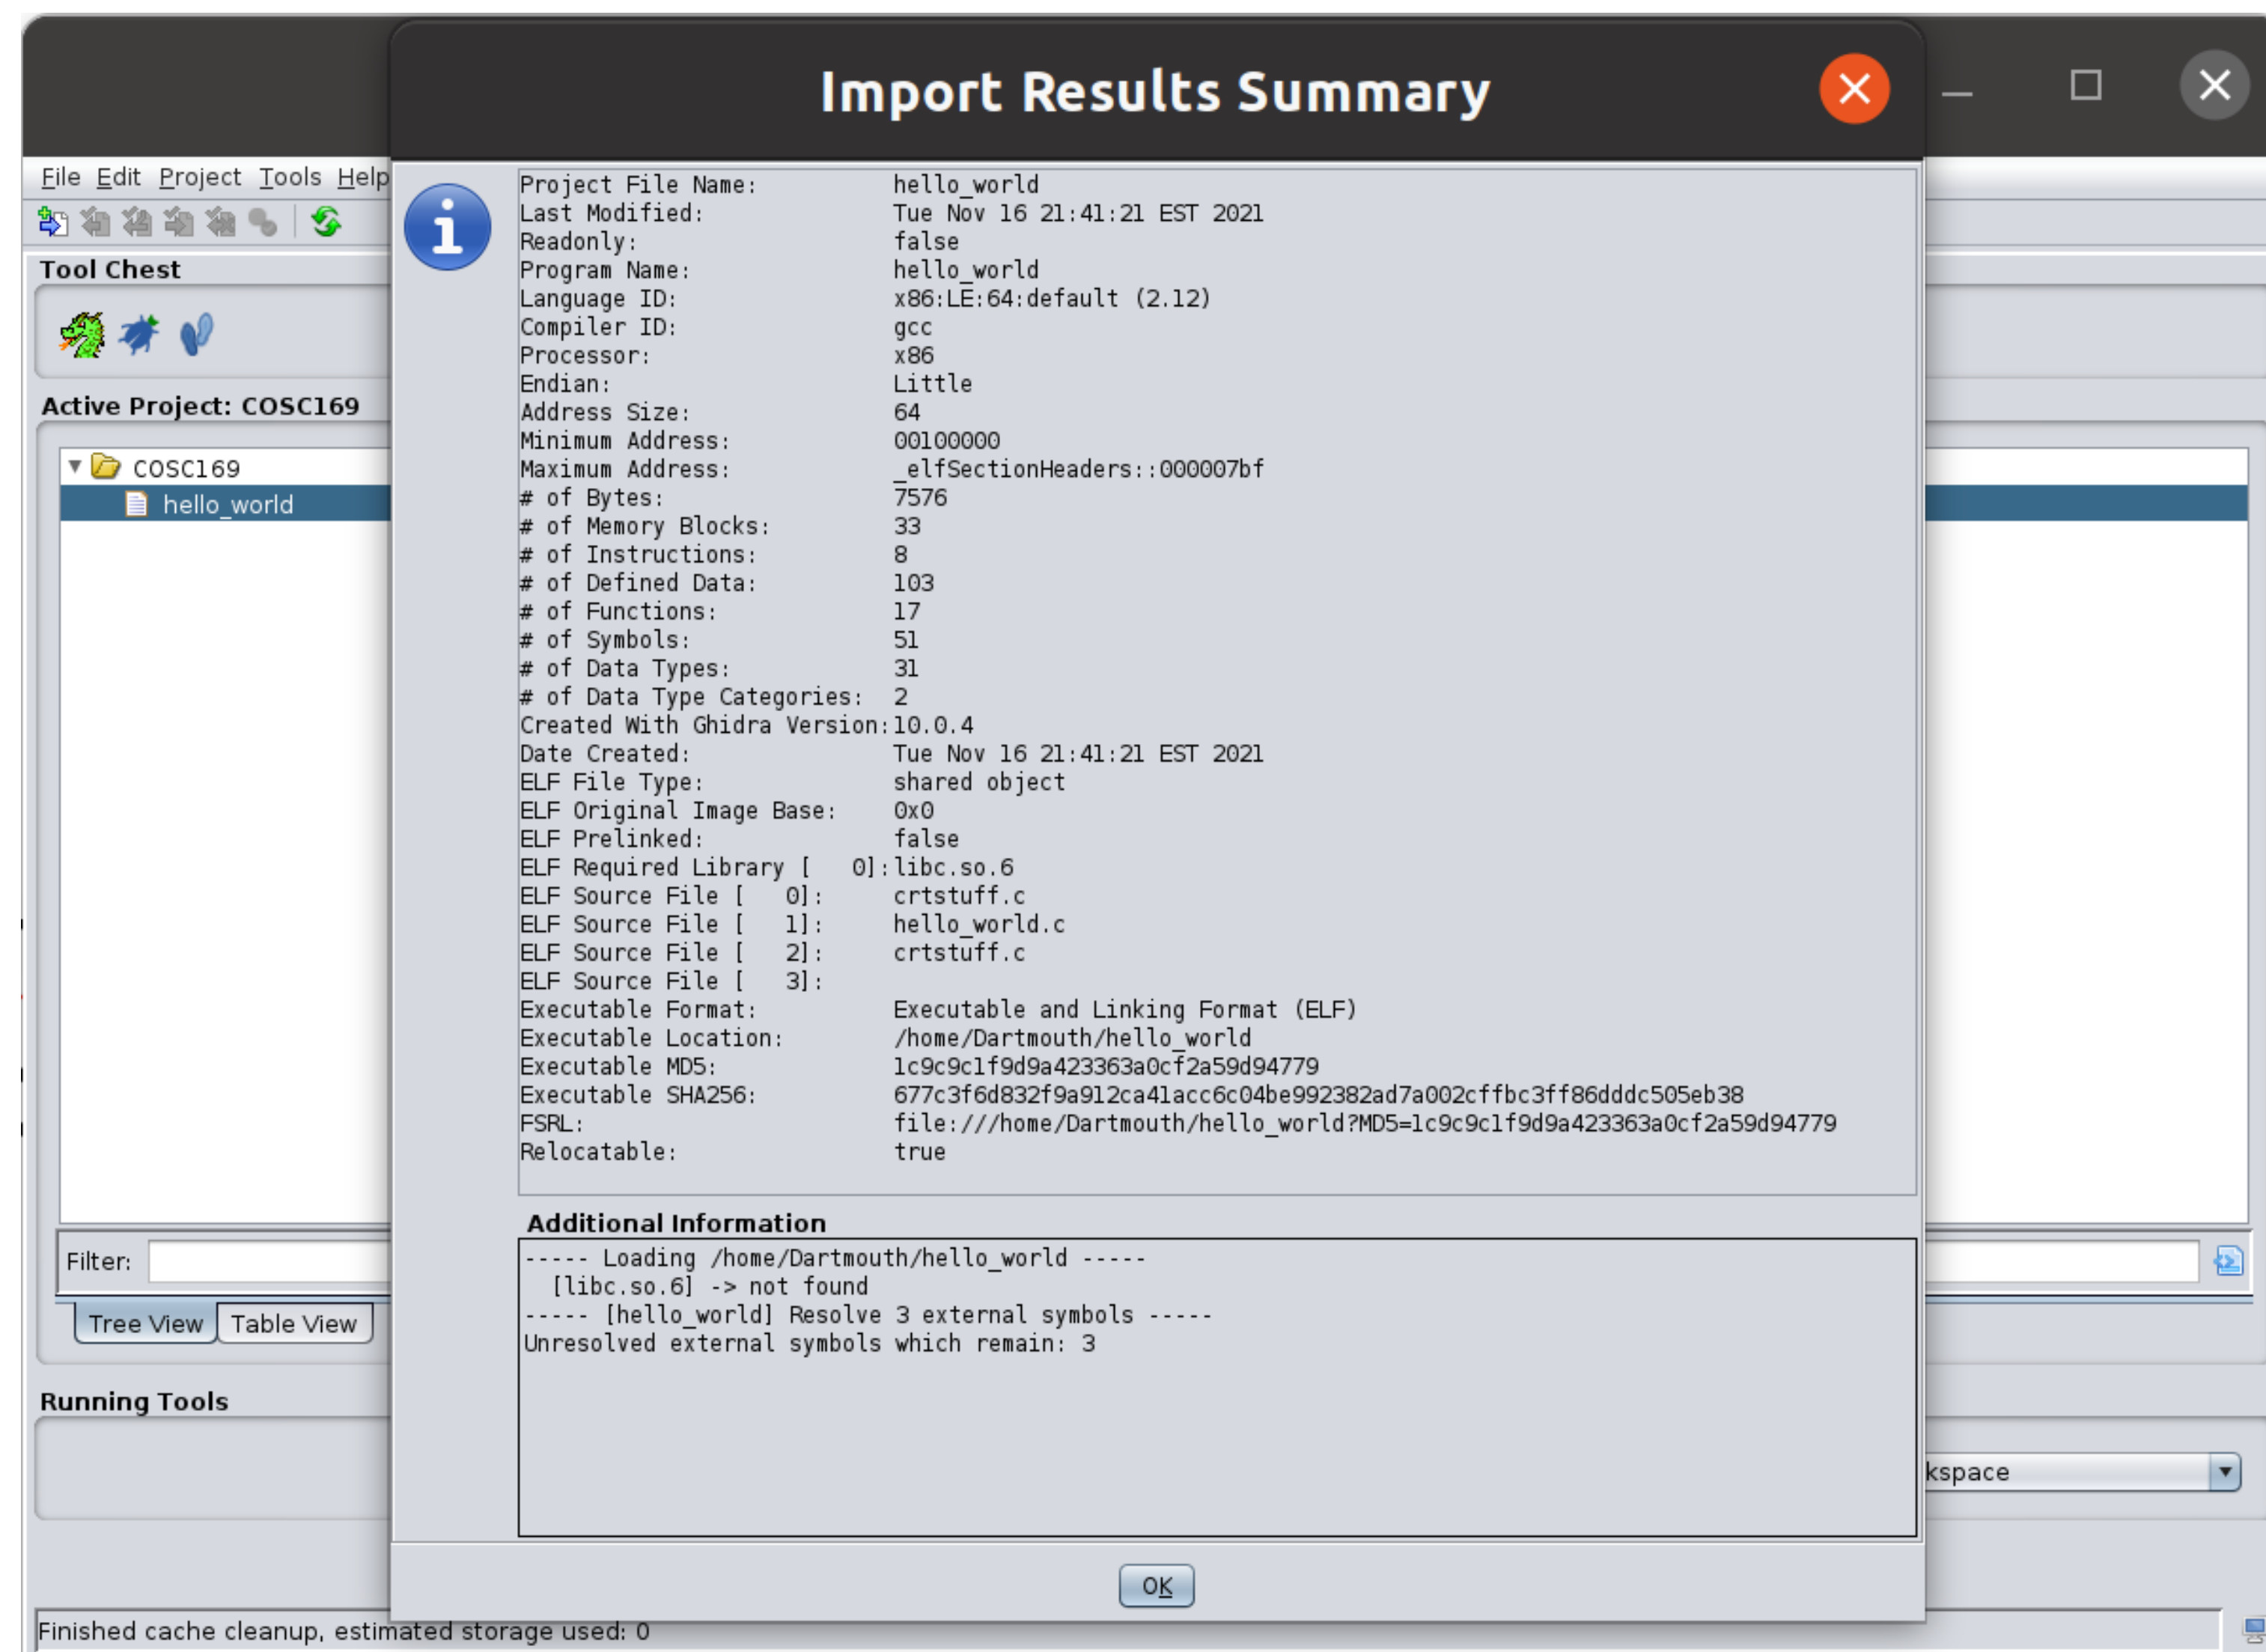 Import Results Summary
File Edit Project Tools Help
Tool Chest
Active Project: COSC169
COSC169
hello_world
Filter:
Tree View Table View
Running Tools
kspace
Finished cache cleanup, estimated storage used: 0
Project File Name: hello_world
Last Modified: Tue Nov 16 21:41:21 EST 2021
Readonly: false
Program Name: hello_world
Language ID: x86:LE:64:default (2.12)
Compiler ID: gcc
Processor: x86
Endian: Little
Address Size: 64
Minimum Address: 00100000
Maximum Address: _elfSectionHeaders::000007bf
# of Bytes: 7576
# of Memory Blocks: 33
# of Instructions: 8
# of Defined Data: 103
# of Functions: 17
# of Symbols: 51
# of Data Types: 31
# of Data Type Categories: 2
Created With Ghidra Version: 10.0.4
Date Created: Tue Nov 16 21:41:21 EST 2021
ELF File Type: shared object
ELF Original Image Base: 0x0
ELF Prelinked: false
ELF Required Library [ 0]: libc.so.6
ELF Source File [ 0]: crtstuff.c
ELF Source File [ 1]: hello_world.c
ELF Source File [ 2]: crtstuff.c
ELF Source File [ 3]:
Executable Format: Executable and Linking Format (ELF)
Executable Location: /home/Dartmouth/hello_world
Executable MD5: 1c9c9c1f9d9a423363a0cf2a59d94779
Executable SHA256: 677c3f6d832f9a912ca41acc6c04be992382ad7a002cffbc3ff86dddc505eb38
FSRL: file:///home/Dartmouth/hello_world?MD5=1c9c9c1f9d9a423363a0cf2a59d94779
Relocatable: true
Additional Information
----- Loading /home/Dartmouth/hello_world -----
[libc.so.6] -> not found
----- [hello_world] Resolve 3 external symbols -----
Unresolved external symbols which remain: 3
OK